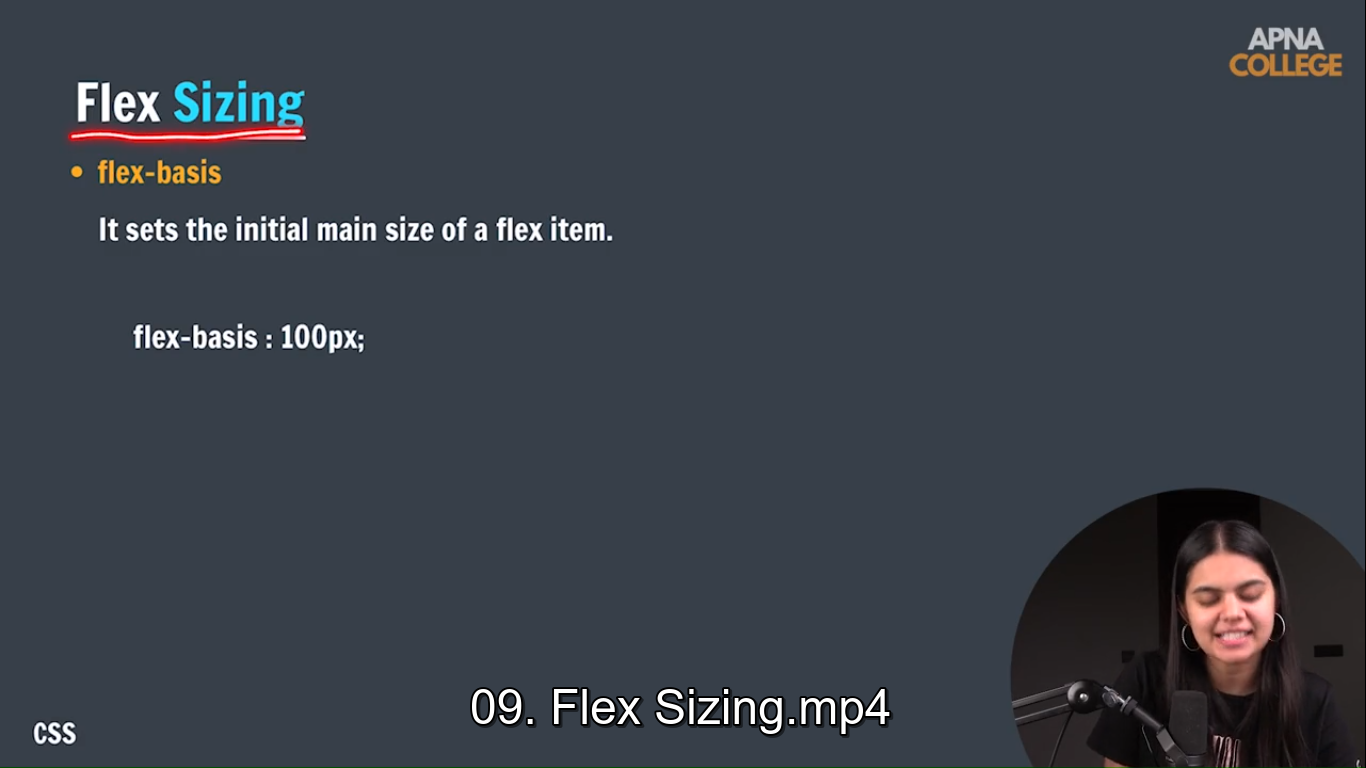 APNA
COLLEGE
Flex Sizing
• flex-basis
It sets the initial main size of a flex item.
flex-basis : 100px;
09. Flex Sizing.mp4
CSS